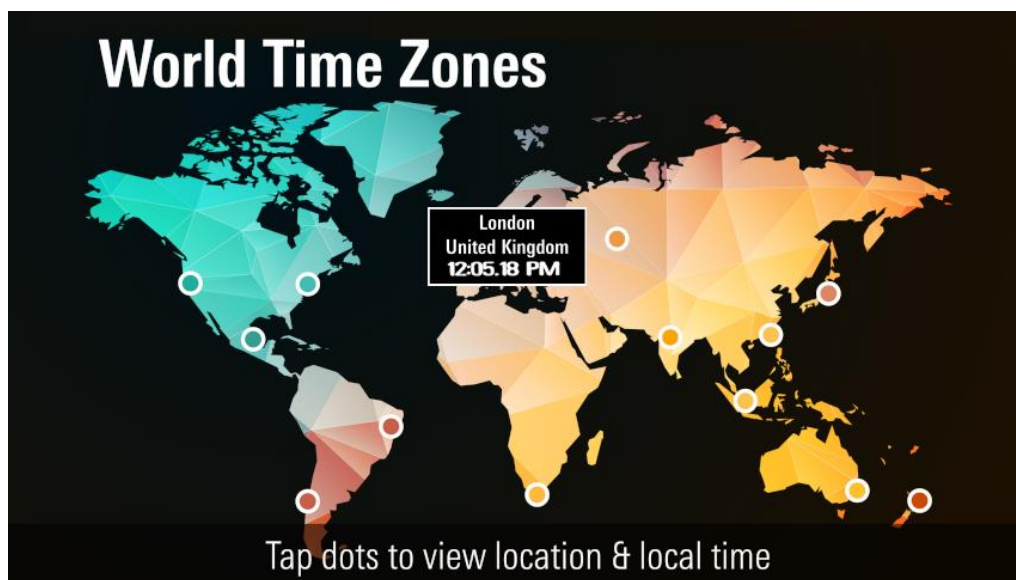 World Time Zones
London
United Kingdom
12:05.18 PM
Tap dots to view location & local time